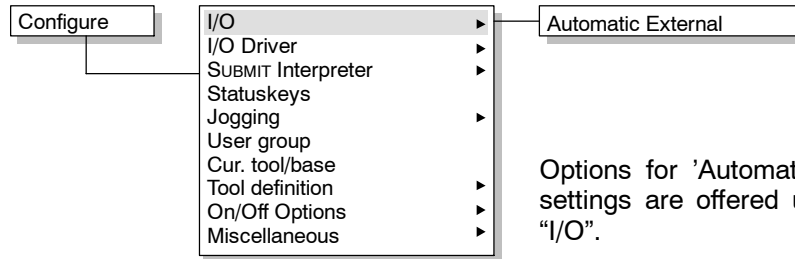 Configure
I/O
I/O Driver
SUBMIT Interpreter
Statuskeys
Jogging
User group
Cur. tool/base
Tool definition
On/Off Options
Miscellaneous
Automatic External
Options for ’Automat
settings are offered
“I/O”.